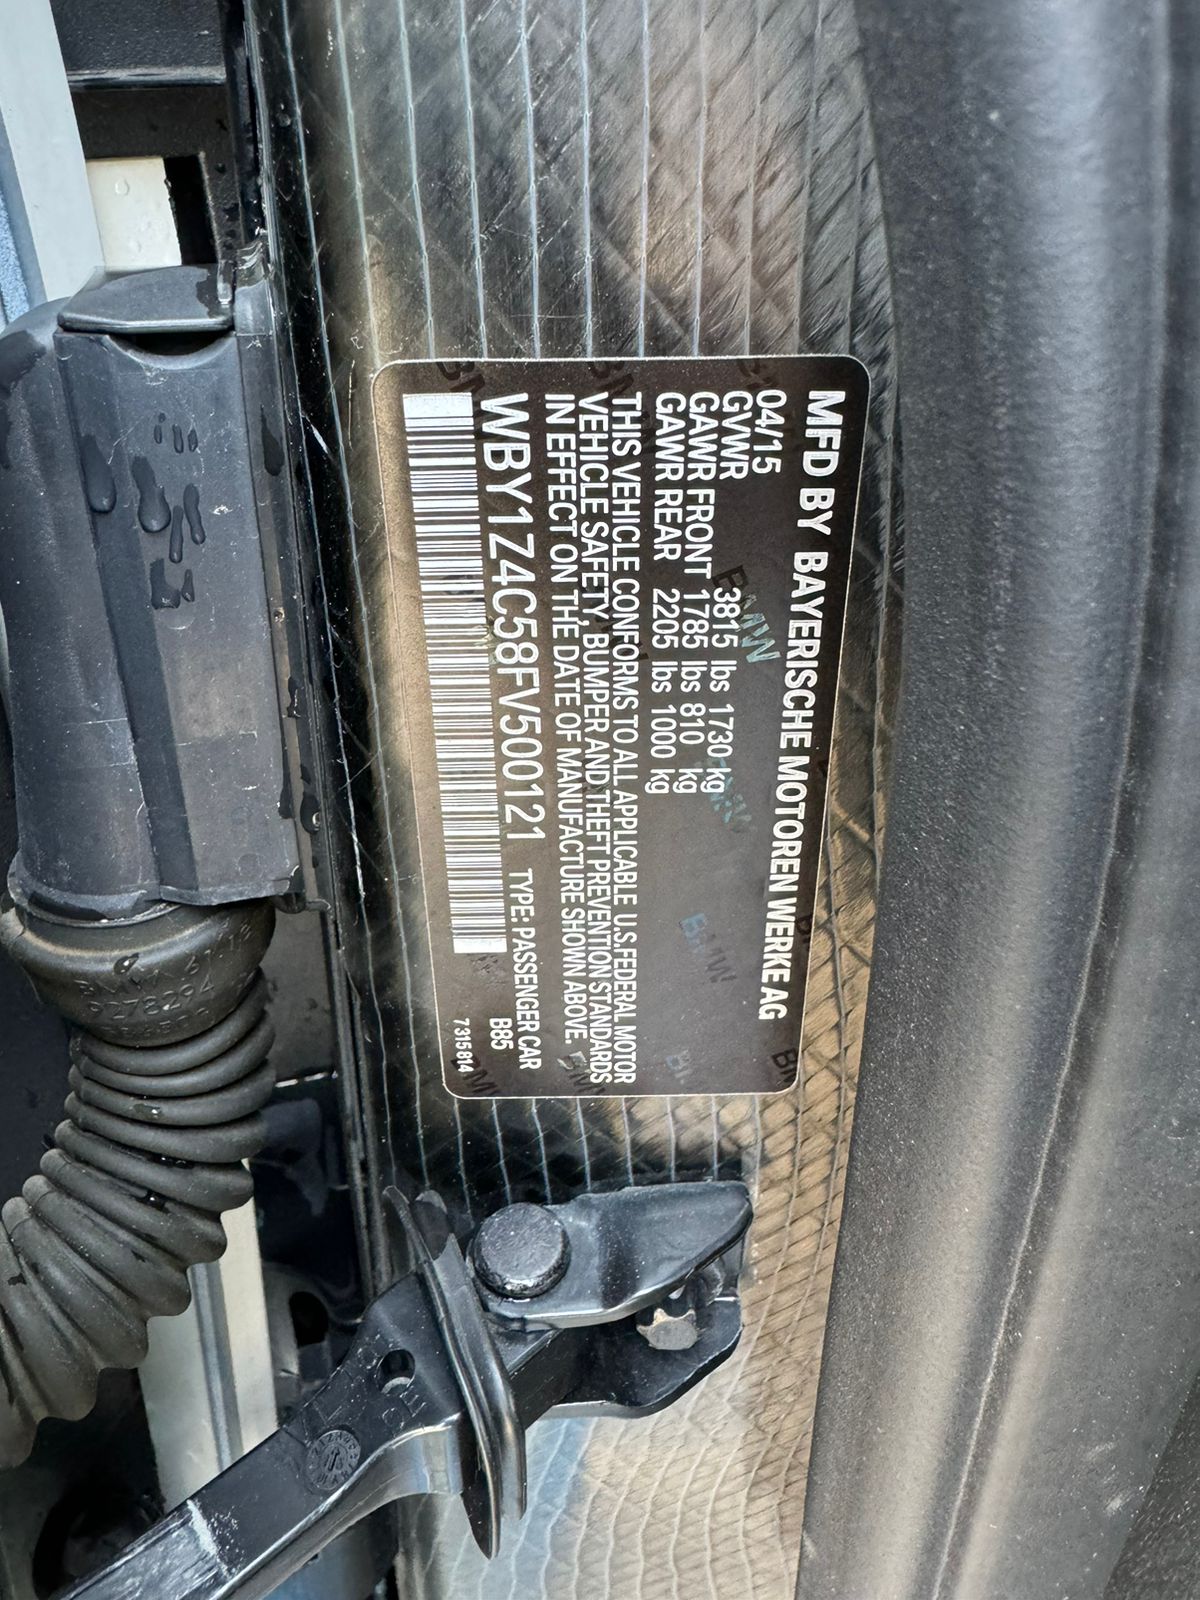 MFD BY BAYERISCHE MOTOREN WERKE AG
04/15
GVWR 3815 lbs 1730 kg
GAWR FRONT 1785 lbs 810 kg
GAWR REAR 2205 lbs 1000 kg
THIS VEHICLE CONFORMS TO ALL APPLICABLE U.S.FEDERAL MOTOR
VEHICLE SAFETY, BUMPER AND THEFT PREVENTION STANDARDS
IN EFFECT ON THE DATE OF MANUFACTURE SHOWN ABOVE.
WBY1Z4C58FV500121 TYPE: PASSENGER CAR
B85
7315814
BMW
9278294